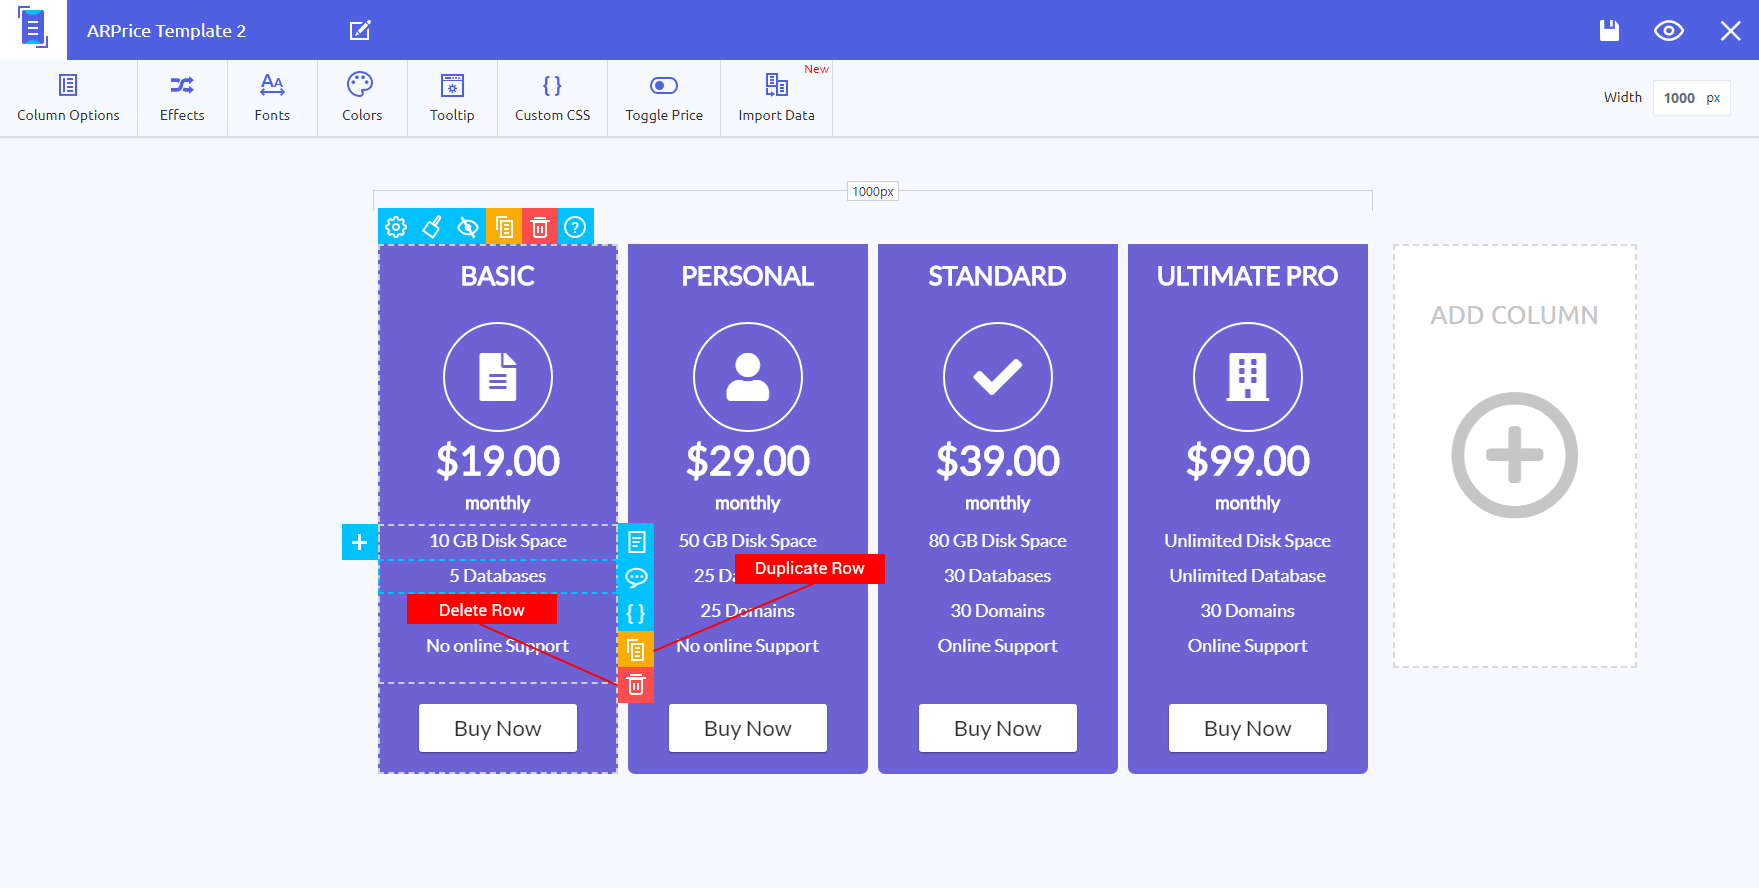 ARPrice Template 2
Column Options
Effects
Fonts
Colors
Tooltip
Custom CSS
Toggle Price
New
Import Data
Width 1000 px
1000px
BASIC
$19.00
monthly
10 GB Disk Space
5 Databases
Delete Row
No online Support
Buy Now
PERSONAL
$29.00
monthly
50 GB Disk Space
25 Da
Duplicate Row
25 Domains
No online Support
Buy Now
STANDARD
$39.00
monthly
80 GB Disk Space
30 Databases
30 Domains
Online Support
Buy Now
ULTIMATE PRO
$99.00
monthly
Unlimited Disk Space
Unlimited Database
30 Domains
Online Support
Buy Now
ADD COLUMN